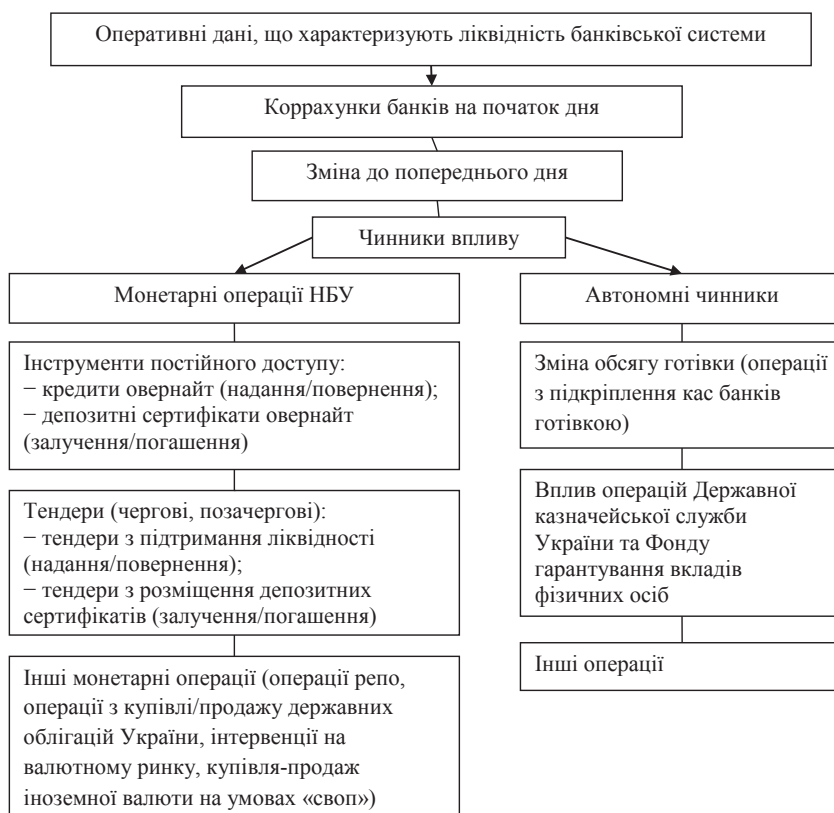 Оперативні дані, що характеризують ліквідність банківської системи
Коррахунки банків на початок дня
Зміна до попереднього дня
Чинники впливу
Монетарні операції НБУ
Інструменти постійного доступу:
− кредити овернайт (надання/повернення);
− депозитні сертифікати овернайт
(залучення/погашення)
Тендери (чергові, позачергові):
− тендери з підтримання ліквідності
(надання/повернення);
− тендери з розміщення депозитних
сертифікатів (залучення/погашення)
Інші монетарні операції (операції репо,
операції з купівлі/продажу державних
облігацій України, інтервенції на
валютному ринку, купівля-продаж
іноземної валюти на умовах «своп»)
Автономні чинники
Зміна обсягу готівки (операції
з підкріплення кас банків
готівкою)
Вплив операцій Державної
казначейської служби
України та Фонду
гарантування вкладів
фізичних осіб
Інші операції